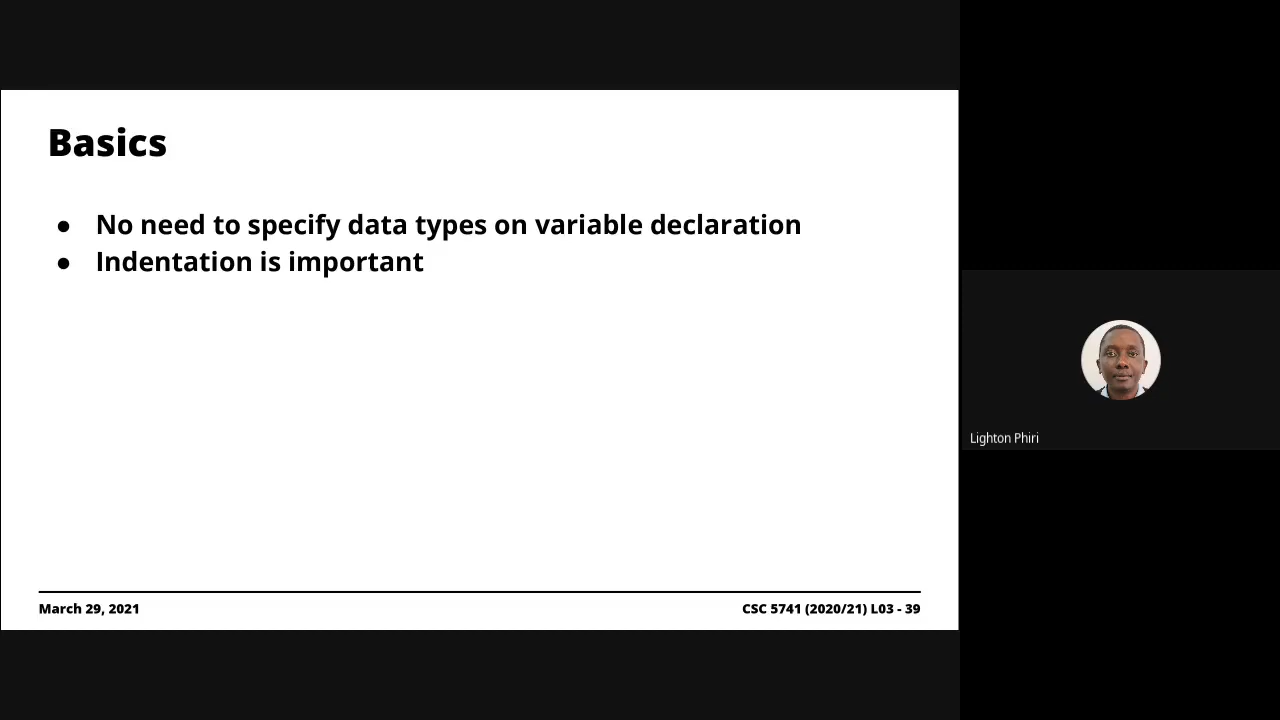 Basics
● No need to specify data types on variable declaration
● Indentation is important
March 29, 2021
CSC 5741 (2020/21) L03 - 39
Lighton Phiri